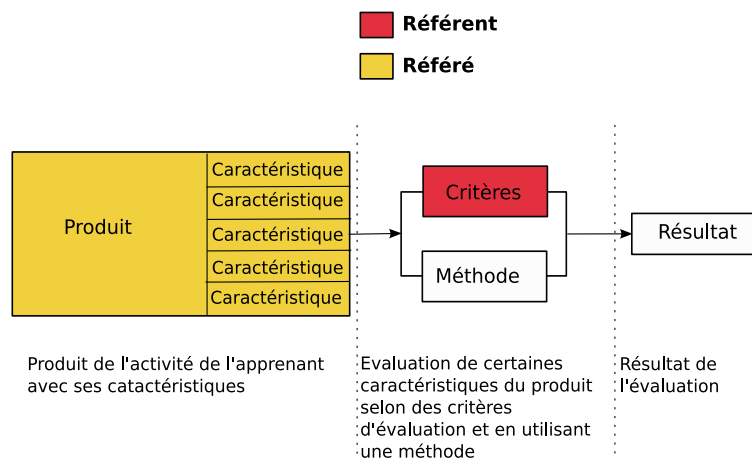 Référent
Référé
Produit
Caractéristique
Caractéristique
Caractéristique
Caractéristique
Caractéristique
Critères
Méthode
Résultat
Produit de l'activité de l'apprenant
avec ses catactéristiques
Evaluation de certaines
caractéristiques du produit
selon des critères
d'évaluation et en utilisant
une méthode
Résultat de
l'évaluation